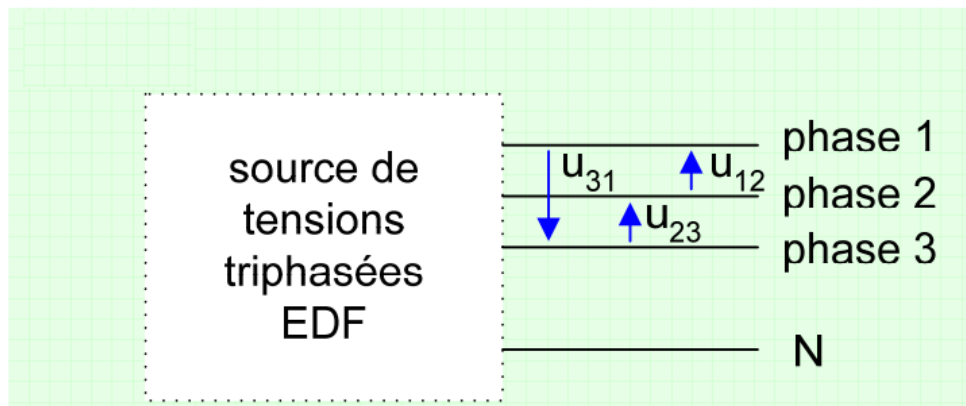 source de
tensions
triphasées
EDF
phase 1
u31
u12
phase 2
u23
phase 3
N